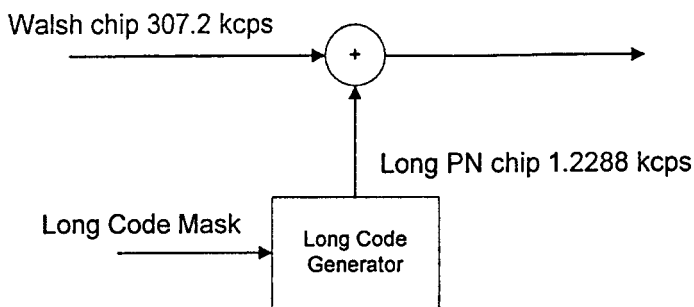 Walsh chip 307.2 kcps
+
Long PN chip 1.2288 kcps
Long Code Mask
Long Code
Generator